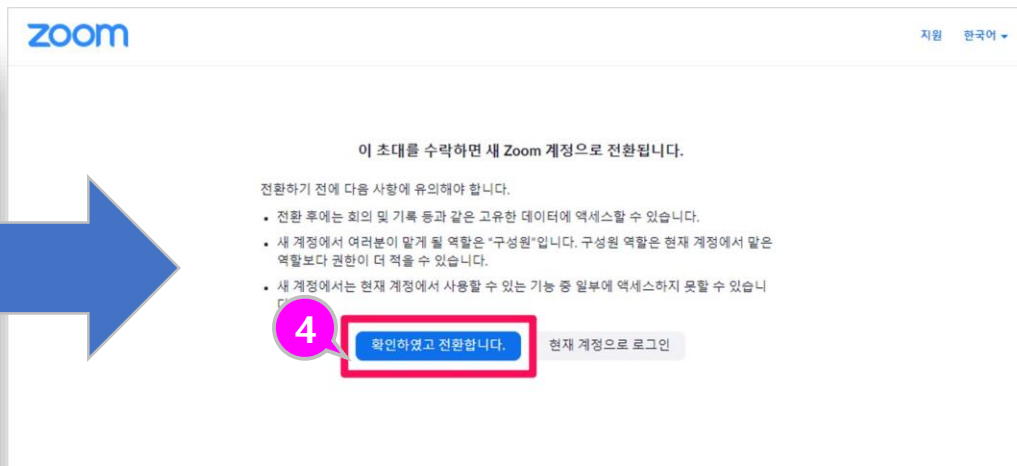 zoom
지원 한국어
이 초대를 수락하면 새 Zoom 계정으로 전환됩니다.
전환하기 전에 다음 사항에 유의해야 합니다.
• 전환 후에는 회의 및 기록 등과 같은 고유한 데이터에 액세스할 수 있습니다.
• 새 계정에서 여러분이 맡게 될 역할은 "구성원"입니다. 구성원 역할은 현재 계정에서 맡은
역할보다 권한이 더 적을 수 있습니다.
• 새 계정에서는 현재 계정에서 사용할 수 있는 기능 중 일부에 액세스하지 못할 수 있습니
4
확인하였고 전환합니다. 현재 계정으로 로그인